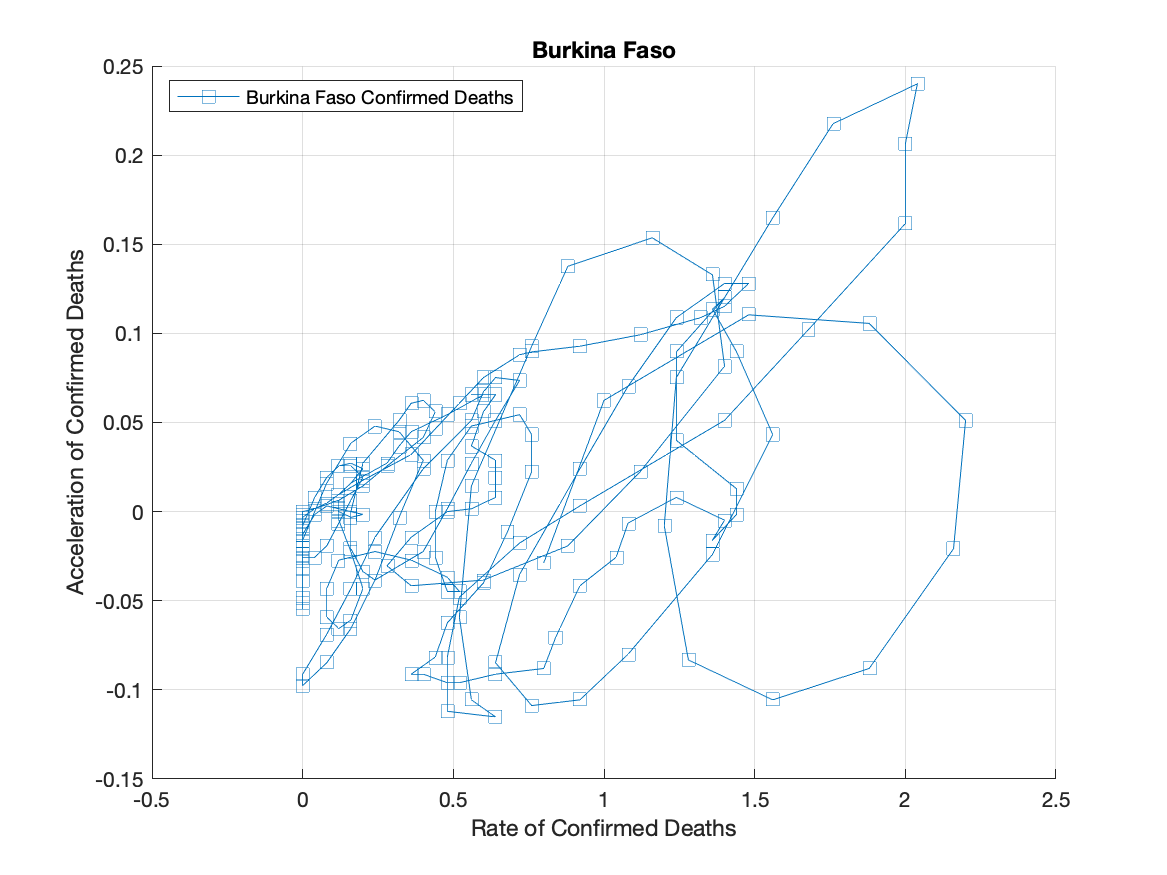 Burkina Faso
0.25
Burkina Faso Confirmed Deaths
0.2
0.15
0.1
0.05
0
-0.05
-0.1
-0.15
Acceleration of Confirmed Deaths
-0.5 0 0.5 1 1.5 2 2.5
Rate of Confirmed Deaths